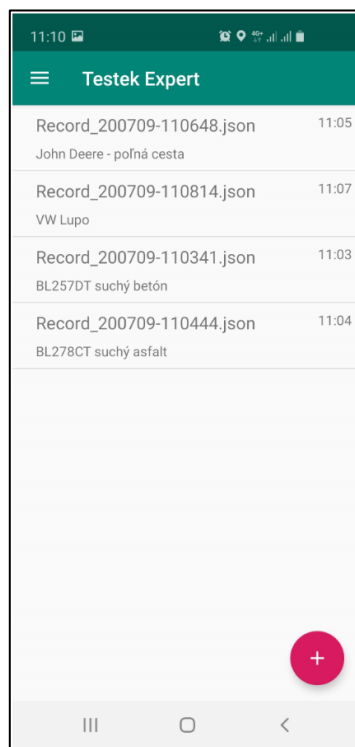 11:10
Testek Expert
Record_200709-110648.json 11:05
John Deere - poľná cesta
Record_200709-110814.json 11:07
VW Lupo
Record_200709-110341.json 11:03
BL257DT suchý betón
Record_200709-110444.json 11:04
BL278CT suchý asfalt